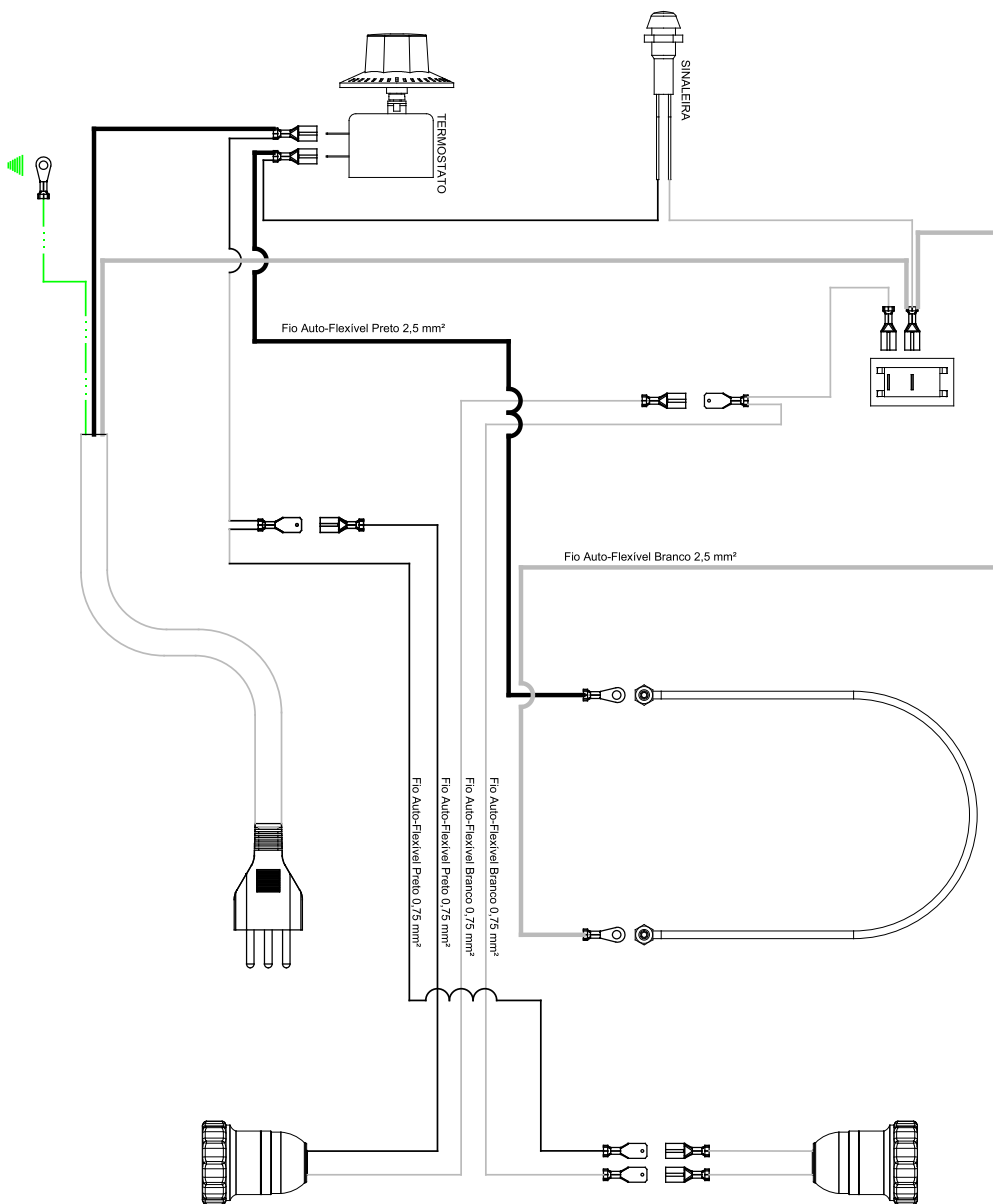 SINALEIRA
TERMOSTATO
Fio Auto-Flexível Preto 2,5 mm²
Fio Auto-Flexível Branco 2,5 mm²
Fio Auto-Flexível Preto 0,75 mm²
Fio Auto-Flexível Preto 0,75 mm²
Fio Auto-Flexível Branco 0,75 mm²
Fio Auto-Flexível Branco 0,75 mm²